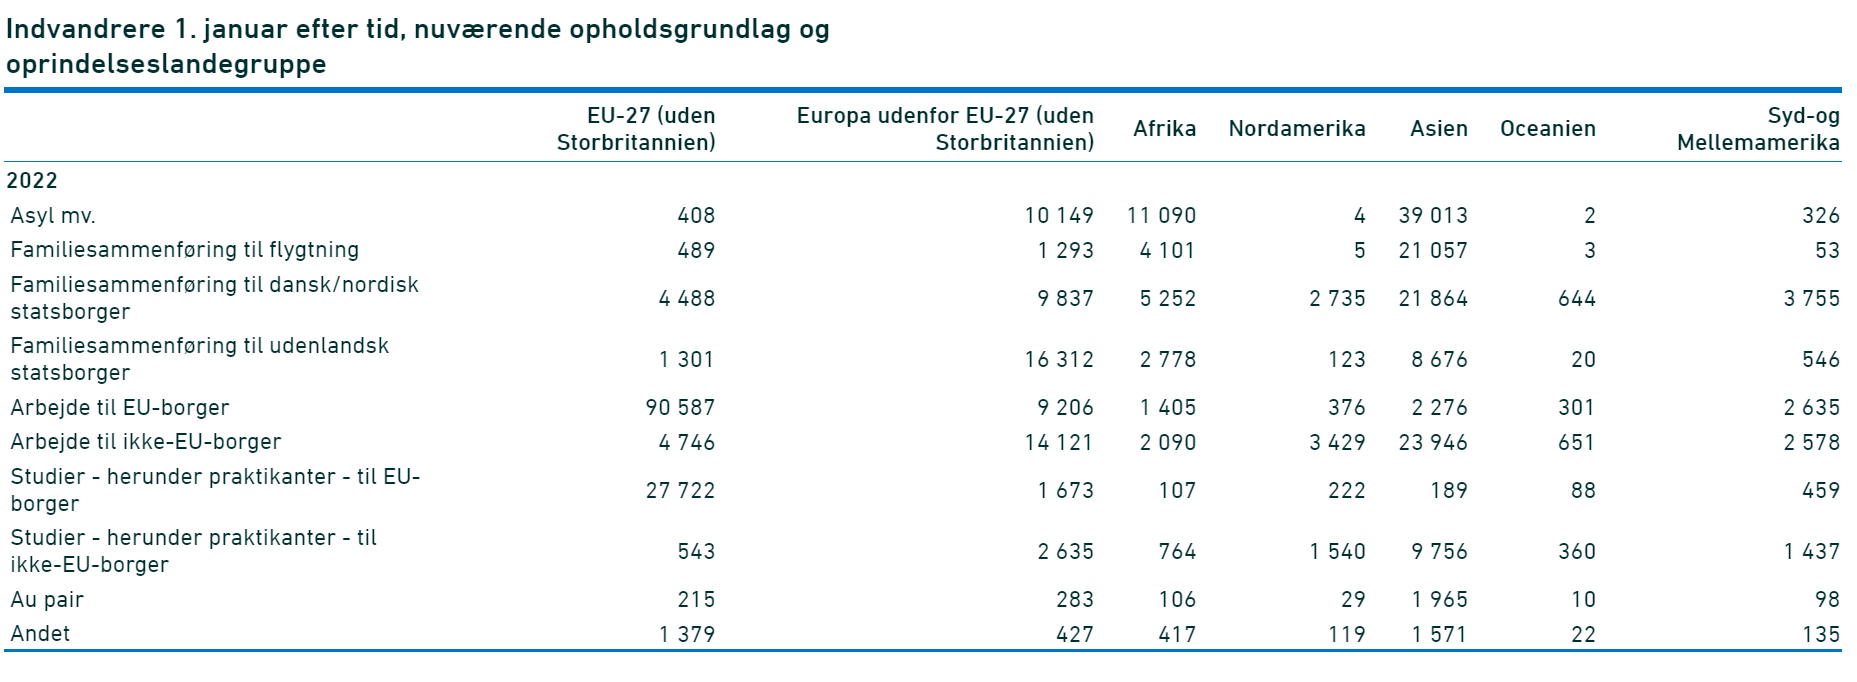 Indvandrere 1. januar efter tid, nuværende opholdsgrundlag og
oprindelseslandegruppe
EU-27 (uden
Storbritannien)
Europa udenfor EU-27 (uden
Storbritannien)
Afrika
Nordamerika
Asien
Oceanien
Syd-og
Mellemamerika
2022
Asyl mv. 408 10 149 11 090 4 39 013 2 326
Familiesammenføring til flygtning 489 1 293 4 101 5 21 057 3 53
Familiesammenføring til dansk/nordisk
statsborger 4 488 9 837 5 252 2 735 21 864 644 3 755
Familiesammenføring til udenlandsk
statsborger 1 301 16 312 2 778 123 8 676 20 546
Arbejde til EU-borger 90 587 9 206 1 405 376 2 276 301 2 635
Arbejde til ikke-EU-borger 4 746 14 121 2 090 3 429 23 946 651 2 578
Studier - herunder praktikanter - til EU-
borger 27 722 1 673 107 222 189 88 459
Studier - herunder praktikanter - til
ikke-EU-borger 543 2 635 764 1 540 9 756 360 1 437
Au pair 215 283 106 29 1 965 10 98
Andet 1 379 427 417 119 1 571 22 135